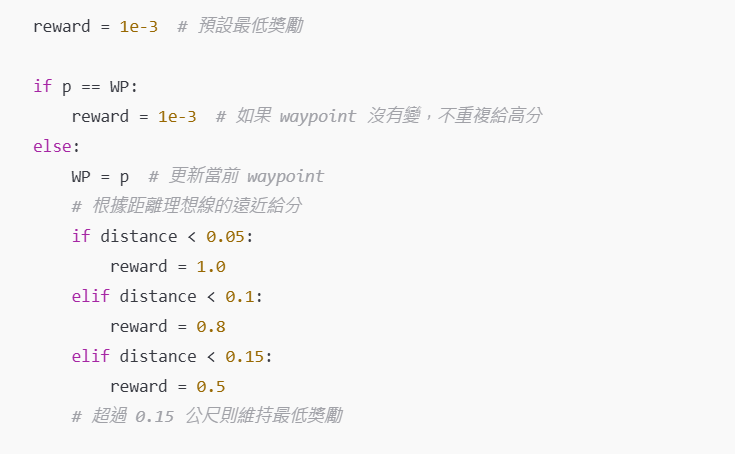 reward = 1e-3  # 預設最低獎勵
if p == WP:
    reward = 1e-3  # 如果 waypoint 沒有變，不重複給高分
else:
    WP = p  # 更新當前 waypoint
    # 根據距離理想線的遠近給分
    if distance < 0.05:
        reward = 1.0
    elif distance < 0.1:
        reward = 0.8
    elif distance < 0.15:
        reward = 0.5
    # 超過 0.15 公尺則維持最低獎勵